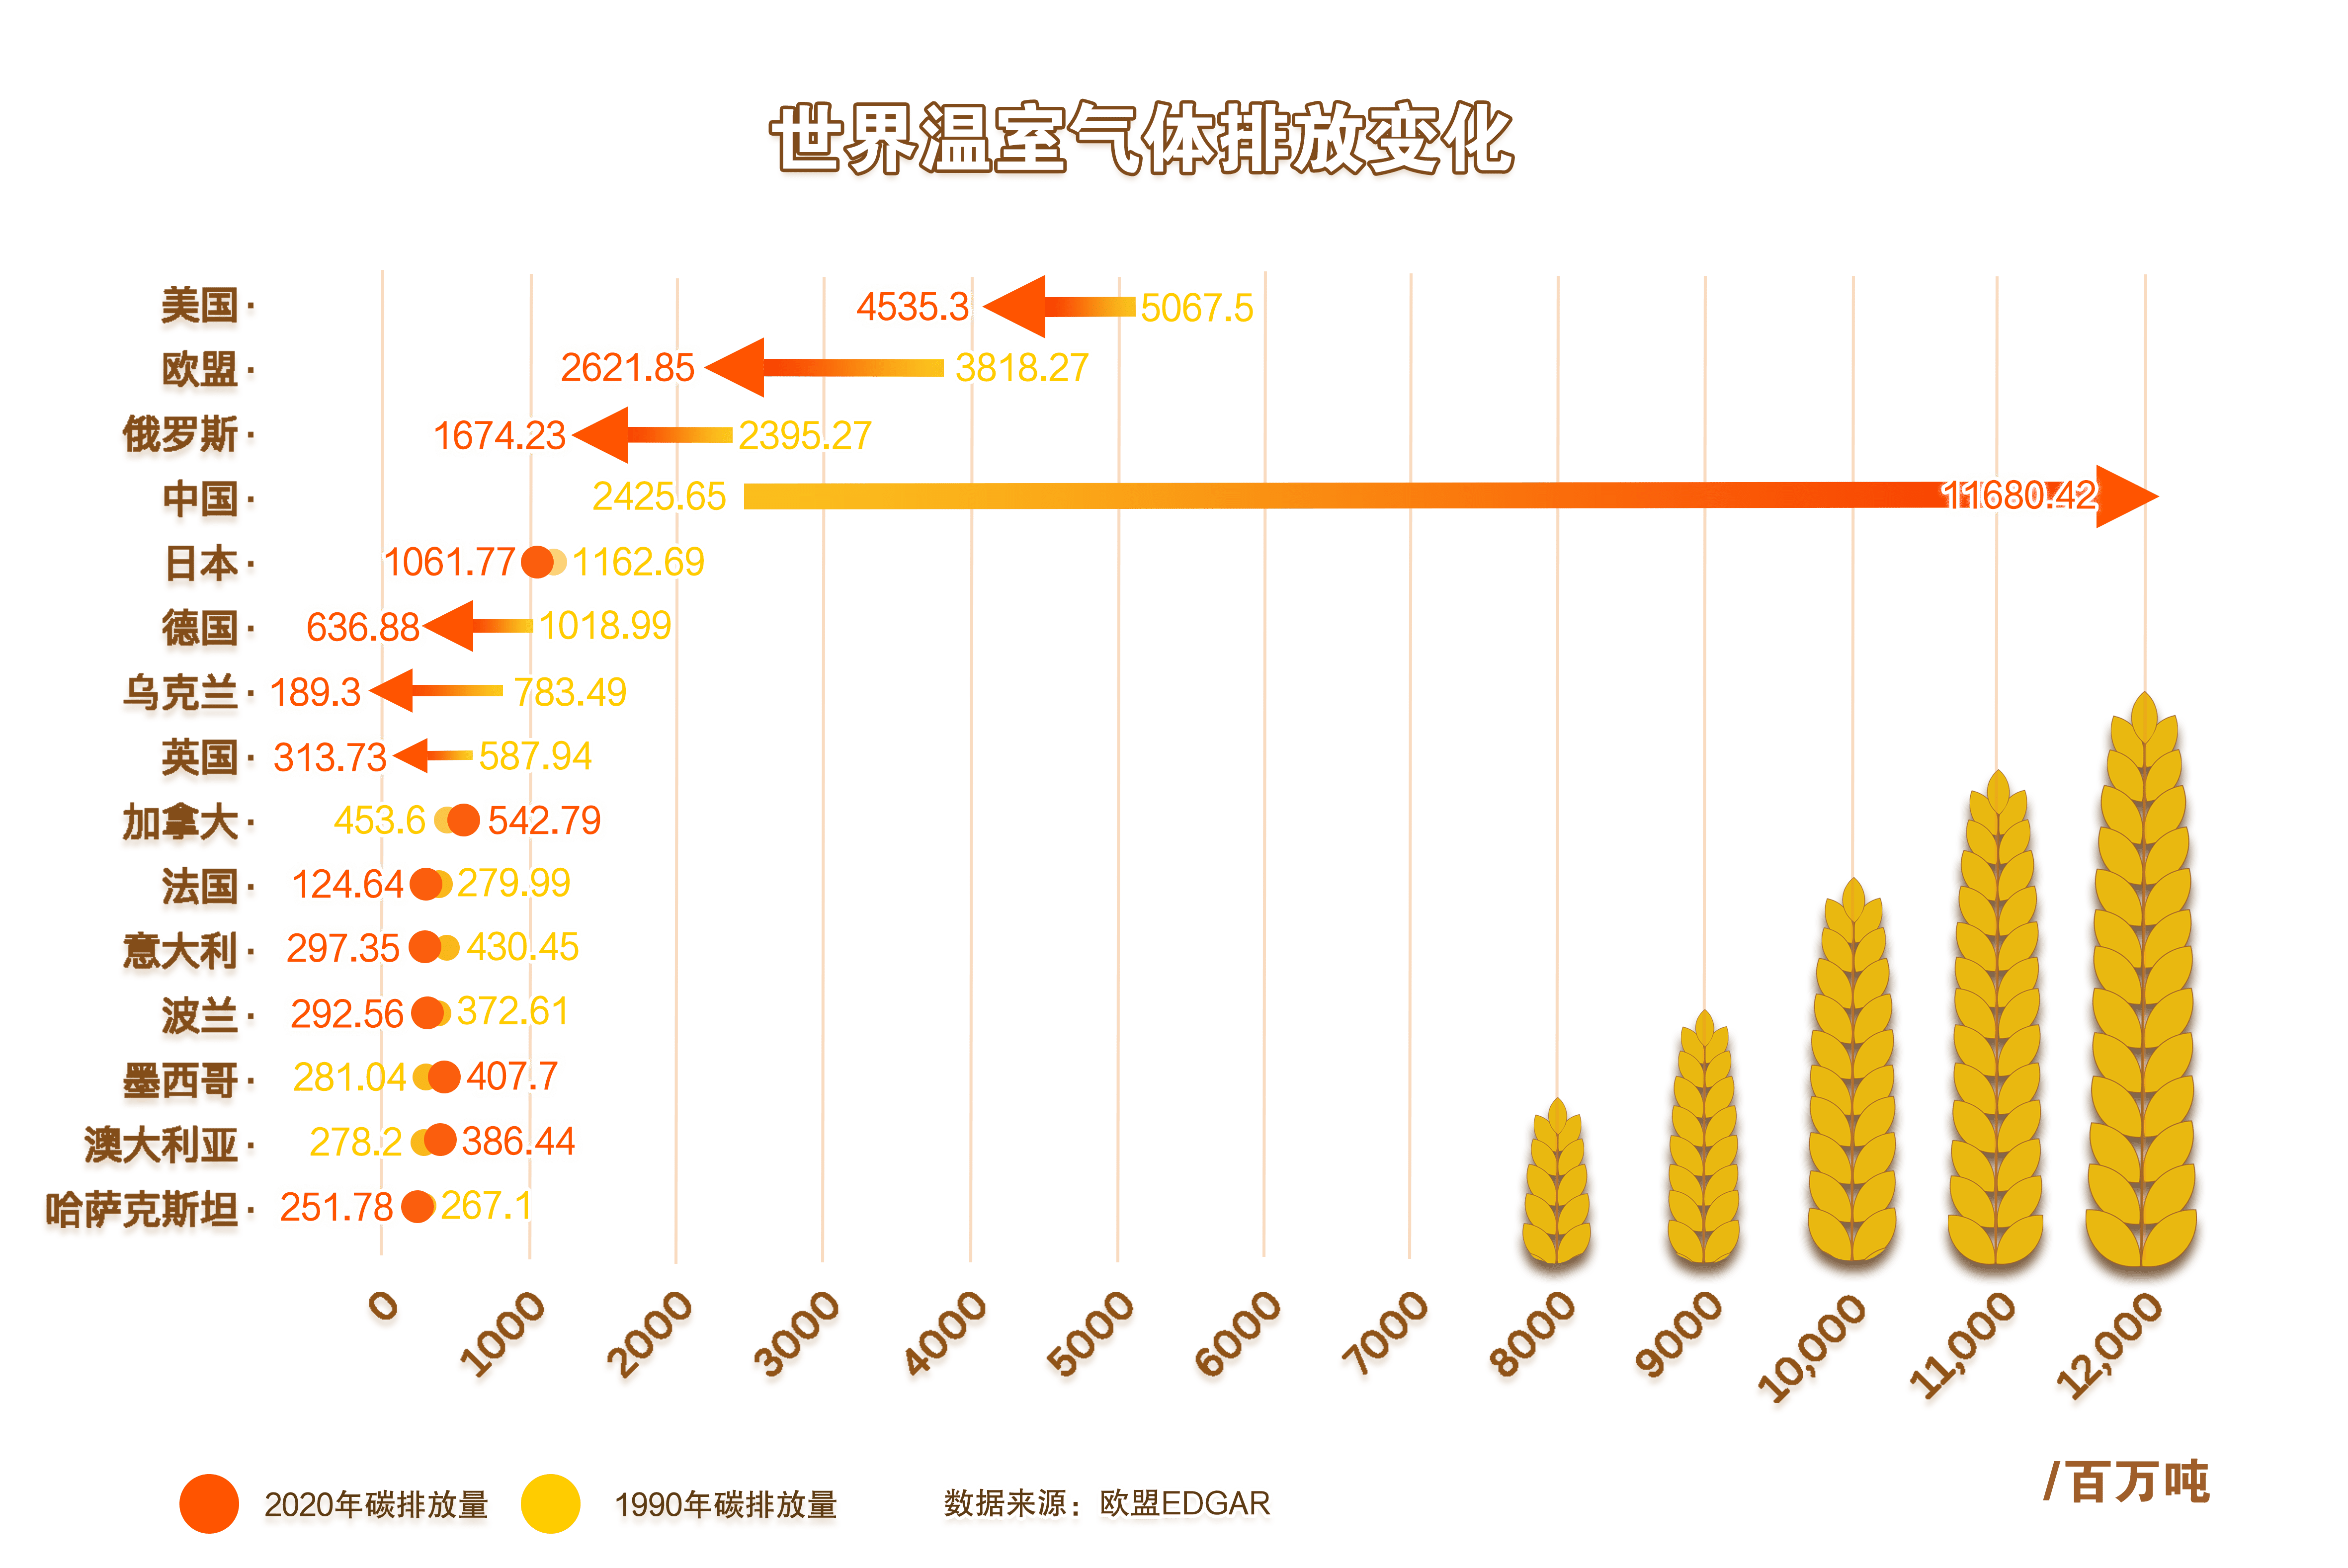 世界温室气体排放变化
美国· 4535.3 5067.5
欧盟· 2621.85 3818.27
俄罗斯· 1674.23 2395.27
中国· 2425.65 11680.42
日本· 1061.77 1162.69
德国· 636.88 1018.99
乌克兰· 189.3 783.49
英国· 313.73 587.94
加拿大· 453.6 542.79
法国· 124.64 279.99
意大利· 297.35 430.45
波兰· 292.56 372.61
墨西哥· 281.04 407.7
澳大利亚· 278.2 386.44
哈萨克斯坦· 251.78 267.1
0 1000 2000 3000 4000 5000 6000 7000 8000 9000 10,000 11,000 12,000
/百万吨
2020年碳排放量 1990年碳排放量 数据来源：欧盟EDGAR